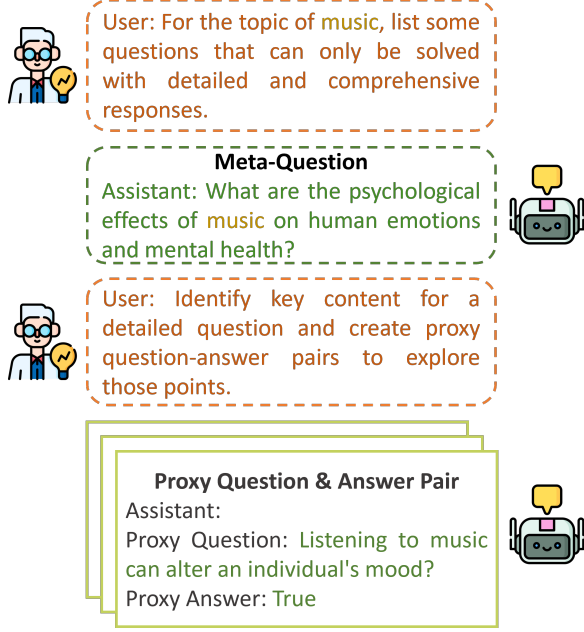 User: For the topic of music, list some
questions that can only be solved
with detailed and comprehensive
responses.
Meta-Question
Assistant: What are the psychological
effects of music on human emotions
and mental health?
User: Identify key content for a
detailed question and create proxy
question-answer pairs to explore
those points.
Proxy Question & Answer Pair
Assistant:
Proxy Question: Listening to music
can alter an individual's mood?
Proxy Answer: True